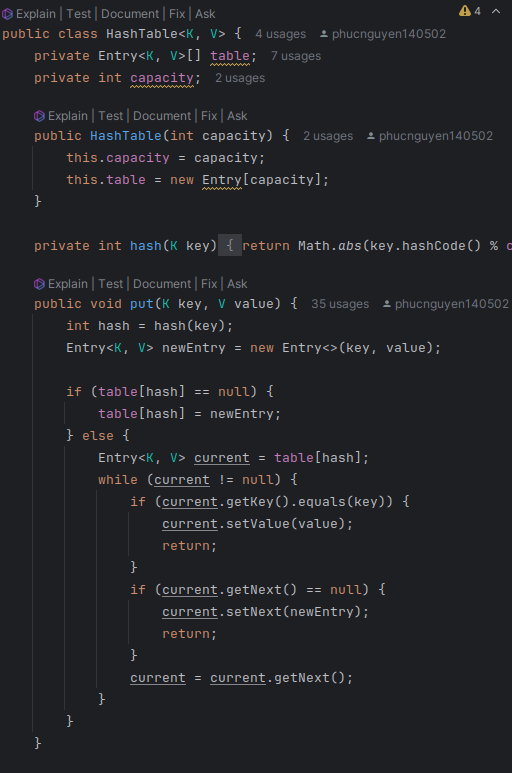 Explain | Test | Document | Fix | Ask
4
public class HashTable<K, V> { 4 usages phucnguyen140502
private Entry<K, V>[] table; 7 usages
private int capacity; 2 usages
Explain | Test | Document | Fix | Ask
public HashTable(int capacity) { 2 usages phucnguyen140502
this.capacity = capacity;
this.table = new Entry[capacity];
}
private int hash(K key) { return Math.abs(key.hashCode() %
Explain | Test | Document | Fix | Ask
public void put(K key, V value) { 35 usages phucnguyen140502
int hash = hash(key);
Entry<K, V> newEntry = new Entry<>(key, value);
if (table[hash] == null) {
table[hash] = newEntry;
} else {
Entry<K, V> current = table[hash];
while (current != null) {
if (current.getKey().equals(key)) {
current.setValue(value);
return;
}
if (current.getNext() == null) {
current.setNext(newEntry);
return;
}
current = current.getNext();
}
}
}